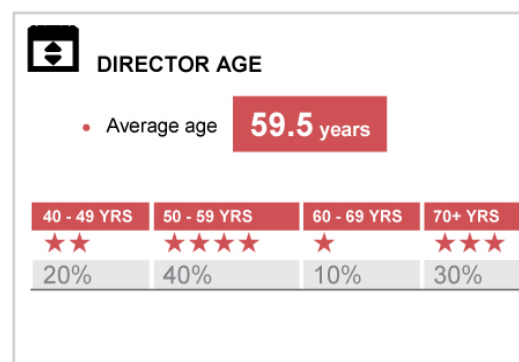 DIRECTOR AGE
• Average age 59.5 years
40 - 49 YRS 50 - 59 YRS 60 - 69 YRS 70+ YRS
★★ ★★★★ ★ ★★★
20% 40% 10% 30%